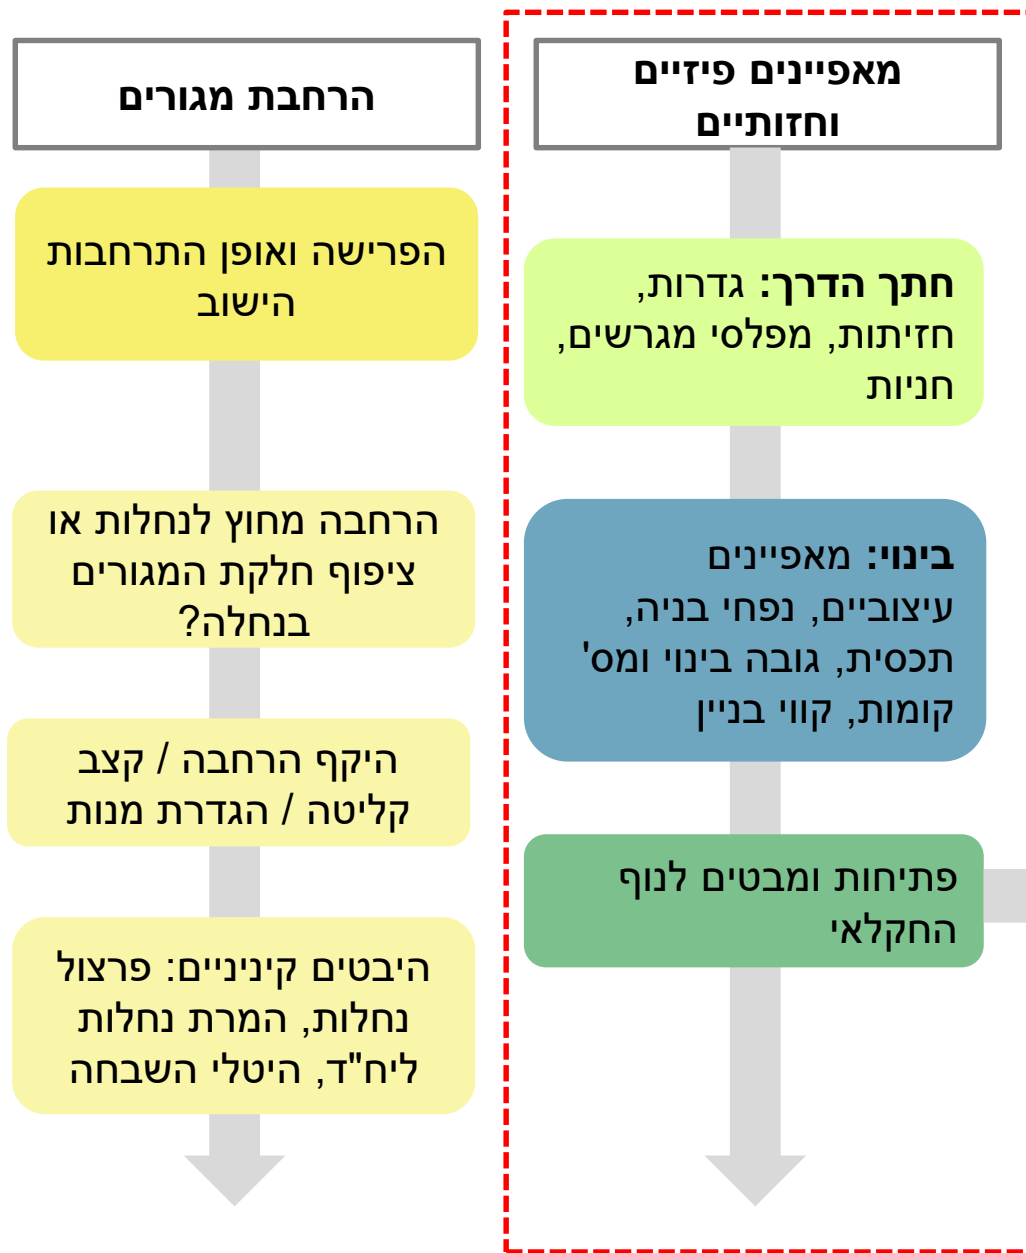 מאפיינים פיזיים
וחזותיים
חתך הדרך: גדרות,
חזיתות, מפלסי מגרשים,
חניות
בינוי: מאפיינים
עיצוביים, נפחי בניה,
תכסית, גובה בינוי ומס'
קומות, קווי בניין
פתיחות ומבטים לנוף
החקלאי
הרחבת מגורים
הפרישה ואופן התרחבות
הישוב
הרחבה מחוץ לנחלות או
ציפוף חלקת המגורים
בנחלה?
היקף הרחבה / קצב
קליטה / הגדרת מנות
היבטים קיניניים: פרצול
נחלות, המרת נחלות
ליח"ד, היטלי השבחה